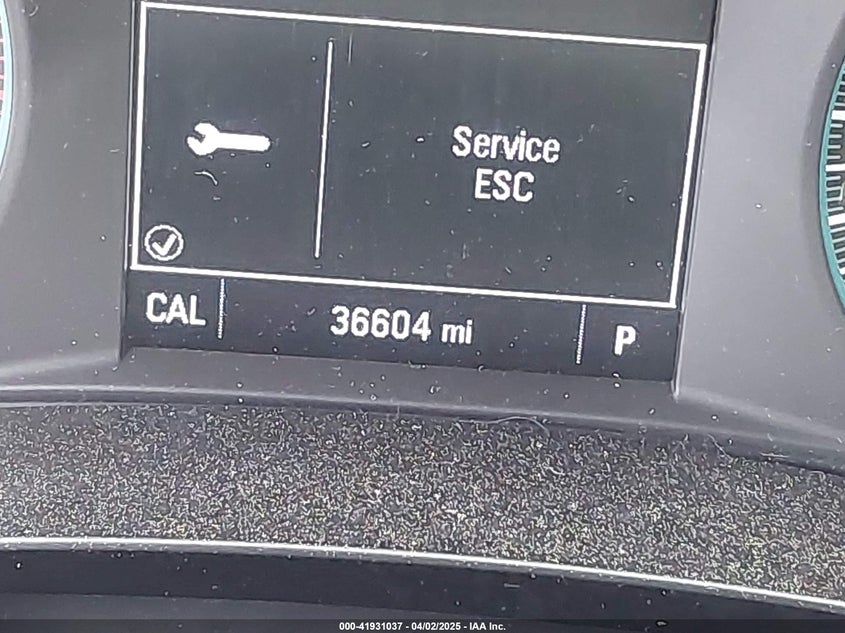 Service
ESC
CAL 36604 mi P
000-41931037 - 04/02/2025 - IAA Inc.